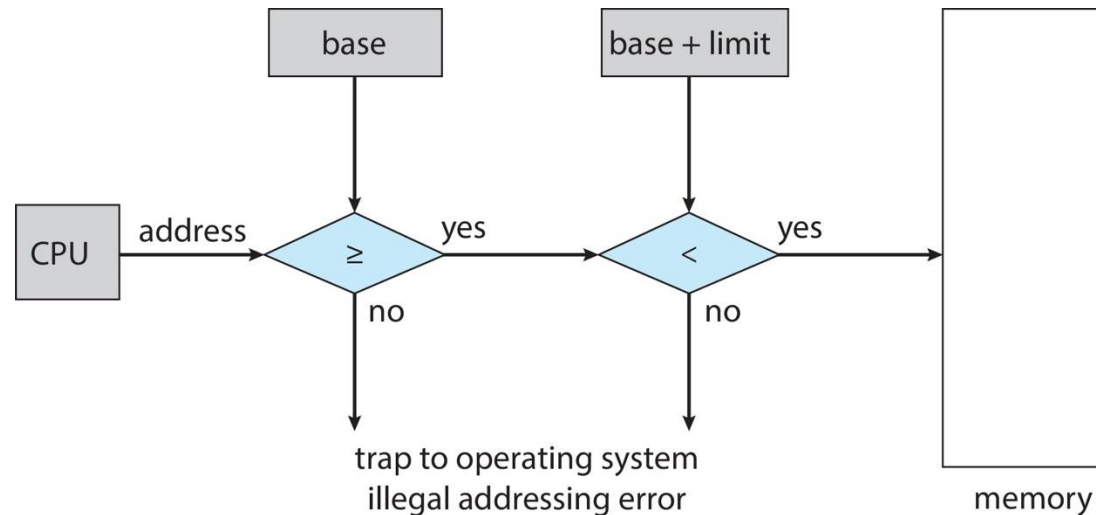 base
base + limit
CPU
address
≥
yes
<
yes
no
no
trap to operating system
illegal addressing error
memory